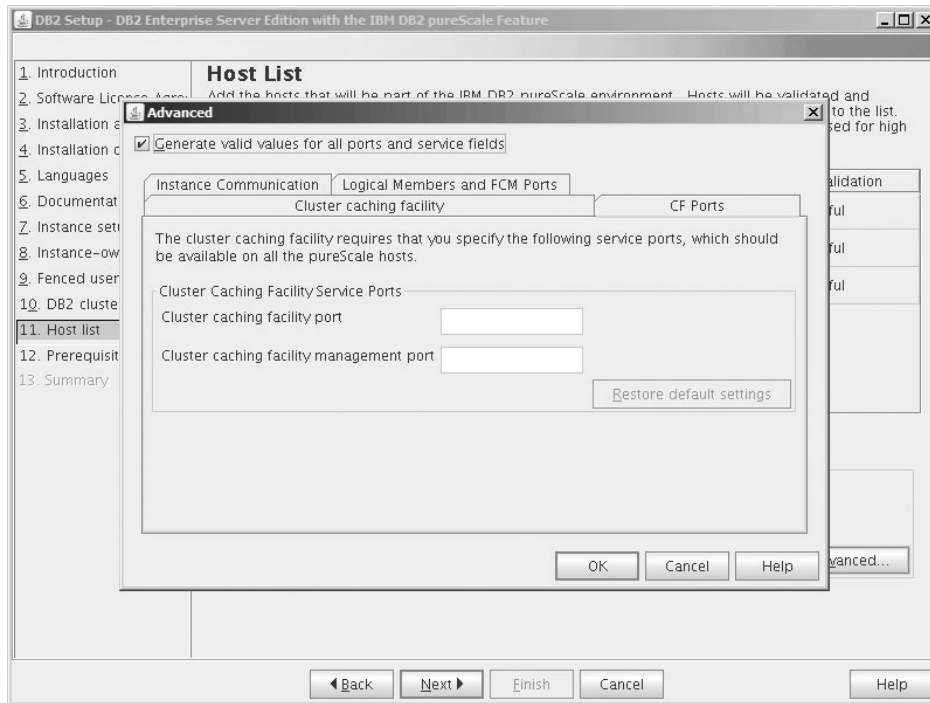 DB2 Setup - DB2 Enterprise Server Edition with the IBM DB2 pureScale Feature
1. Introduction
2. Software Licence Agre
3. Installation a
4. Installation c
5. Languages
6. Documentat
7. Instance set
8. Instance-ow
9. Fenced user
10. DB2 cluste
11. Host list
12. Prerequisit
13. Summary
Host List
Add the hosts that will be part of the IBM DB2 pureScale environment. Hosts will be validated and
to the list.
sed for high
alidation
ful
ful
ful
vanced...
Advanced
Generate valid values for all ports and service fields
Instance Communication
Logical Members and FCM Ports
Cluster caching facility
CF Ports
The cluster caching facility requires that you specify the following service ports, which should
be available on all the pureScale hosts.
Cluster Caching Facility Service Ports
Cluster caching facility port
Cluster caching facility management port
Restore default settings
OK
Cancel
Help
Back
Next
Finish
Cancel
Help